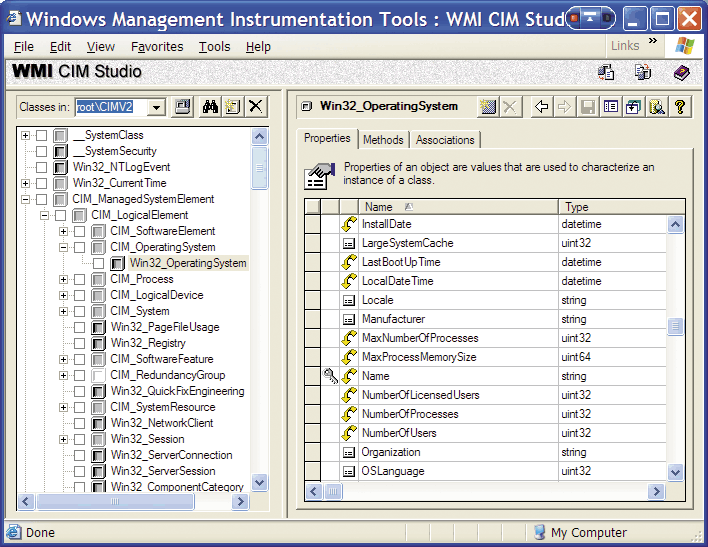 Windows Management Instrumentation Tools : WMI CIM Stud
File Edit View Favorites Tools Help
Links »
WMI CIM Studio
Classes in: root\CIMV2
Win32_OperatingSystem
__SystemClass
__SystemSecurity
Win32_NTLogEvent
Win32_CurrentTime
CIM_ManagedSystemElement
CIM_LogicalElement
CIM_SoftwareElement
CIM_OperatingSystem
Win32_OperatingSystem
CIM_Process
CIM_LogicalDevice
CIM_System
Win32_PageFileUsage
Win32_Registry
CIM_SoftwareFeature
CIM_RedundancyGroup
Win32_QuickFixEngineering
CIM_SystemResource
Win32_NetworkClient
Win32_Session
Win32_ServerConnection
Win32_ServerSession
Win32_ComponentCategory
Properties Methods Associations
Properties of an object are values that are used to characterize an
instance of a class.
Name Type
InstallDate datetime
LargeSystemCache uint32
LastBootUpTime datetime
LocalDateTime datetime
Locale string
Manufacturer string
MaxNumberOfProcesses uint32
MaxProcessMemorySize uint64
Name string
NumberOfLicensedUsers uint32
NumberOfProcesses uint32
NumberOfUsers uint32
Organization string
OSLanguage uint32
Done
My Computer